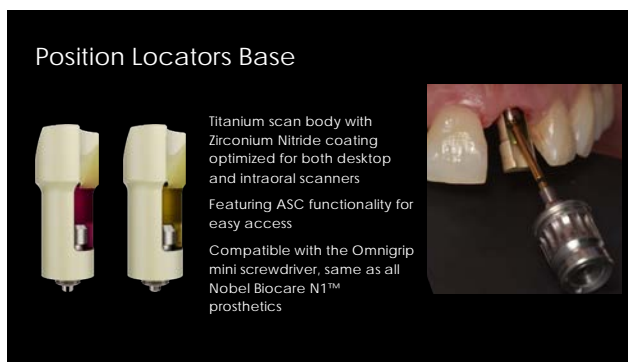 Position Locators Base
Titanium scan body with
Zirconium Nitride coating
optimized for both desktop
and intraoral scanners
Featuring ASC functionality for
easy access
Compatible with the Omnigrip
mini screwdriver, same as all
Nobel Biocare N1™
prosthetics